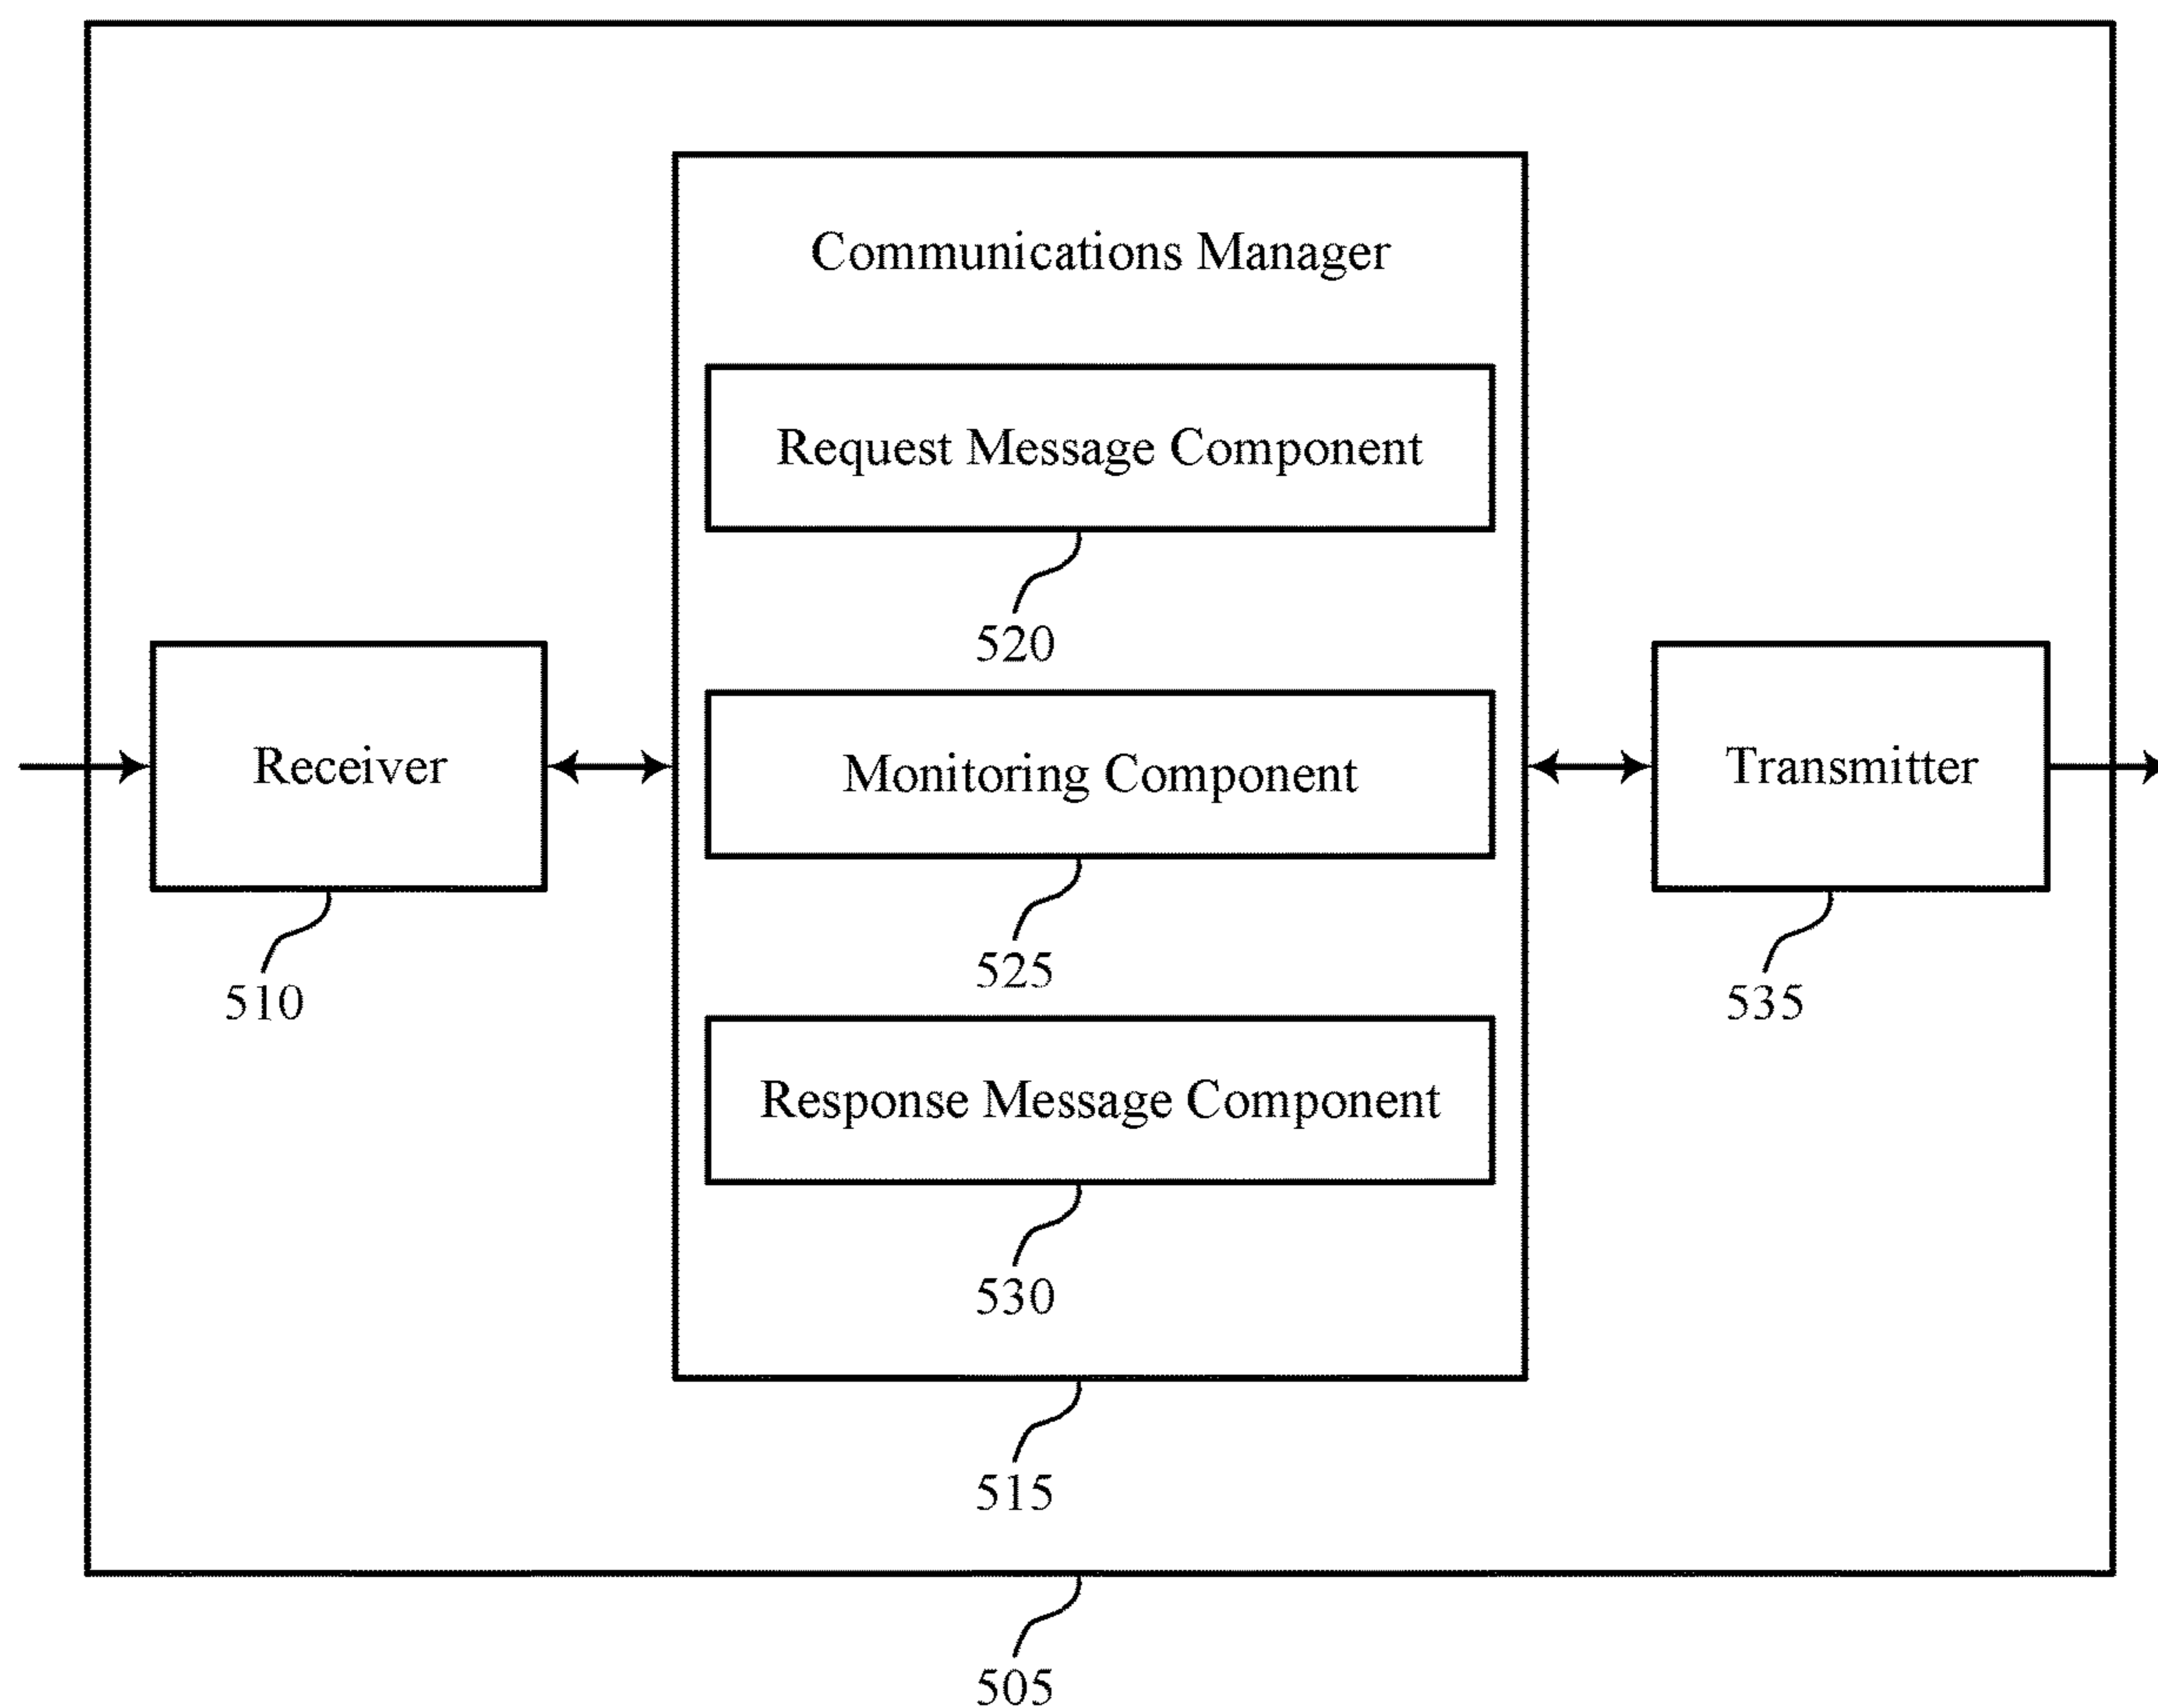 Communications Manager
Request Message Component
520
Receiver
510
Monitoring Component
525
Transmitter
535
Response Message Component
530
515
505